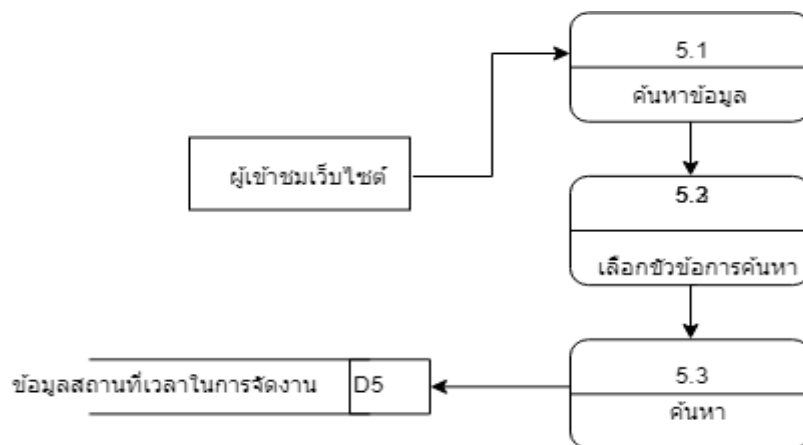 5.1
ค้นหาข้อมูล
ผู้เข้าชมเว็บไซต์
เลือกขัวข้อการค้นหา
5.3
ค้นหา
ข้อมูลสถานที่เวลาในการจัดงาน
D5